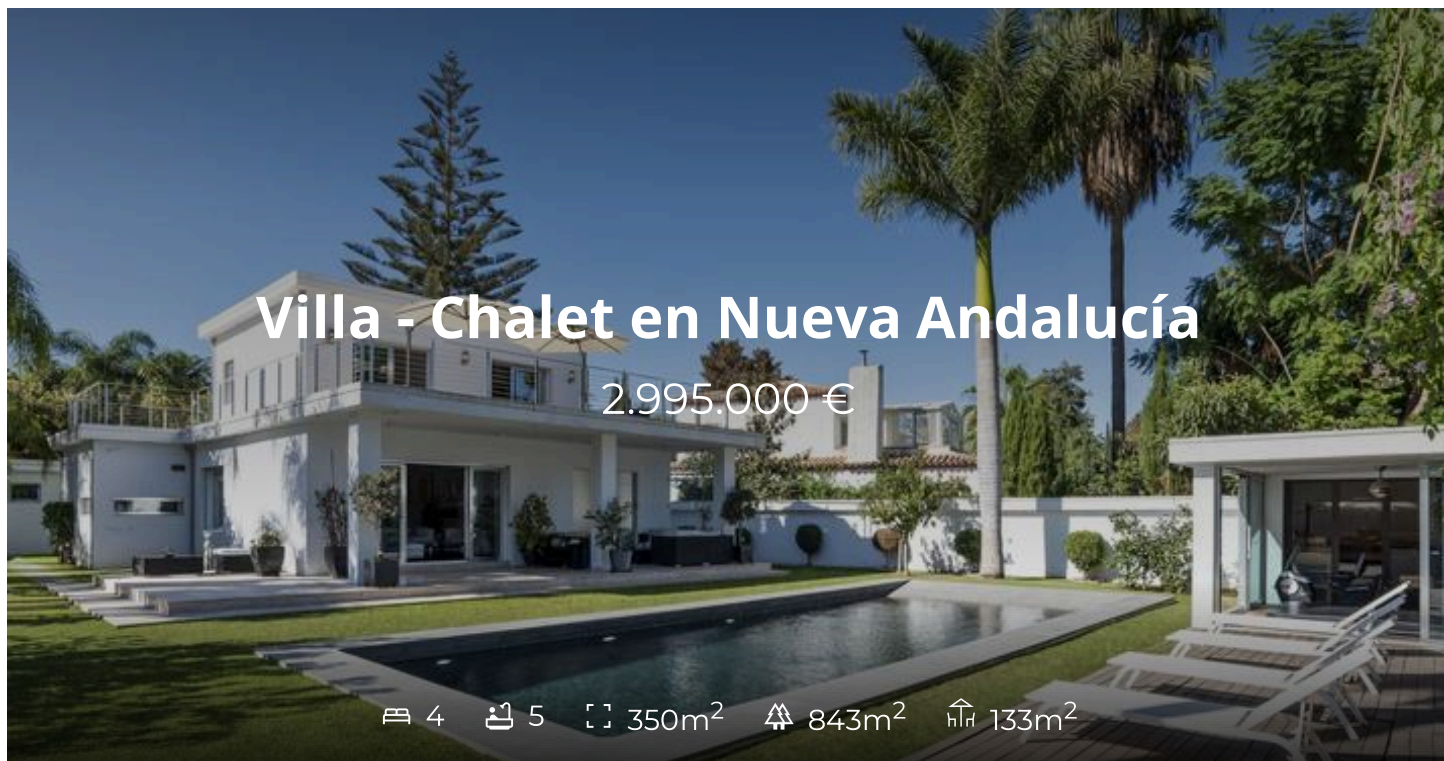 Villa - Chalet en Nueva Andalucía
2.995.000 €
4 5 350m² 843m² 133m²